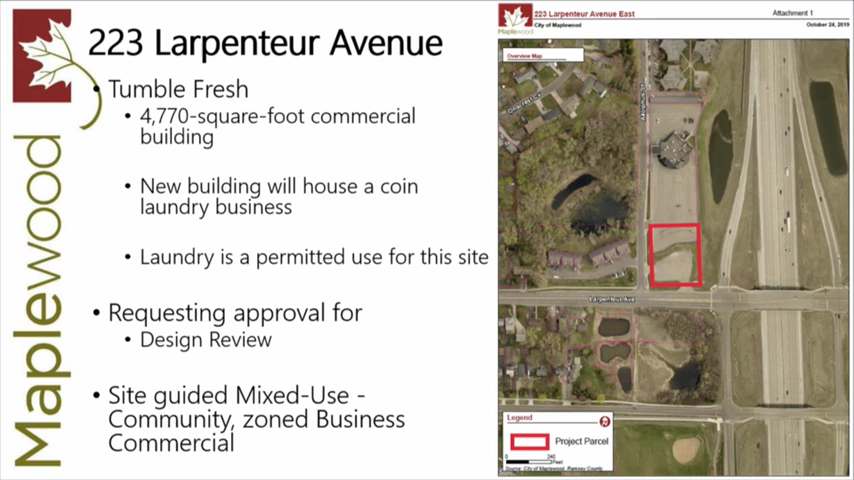 Maplewood
223 Larpenteur Avenue
• Tumble Fresh
• 4,770-square-foot commercial
building
• New building will house a coin
laundry business
• Laundry is a permitted use for this site
• Requesting approval for
• Design Review
• Site guided Mixed-Use -
Community, zoned Business
Commercial
Maplewood
223 Larpenteur Avenue East
City of Maplewood
Attachment 1
October 24, 2019
Overview Map
Larpenteur Ave
Legend
Project Parcel
0 240
Feet
Source: City of Maplewood, Ramsey County